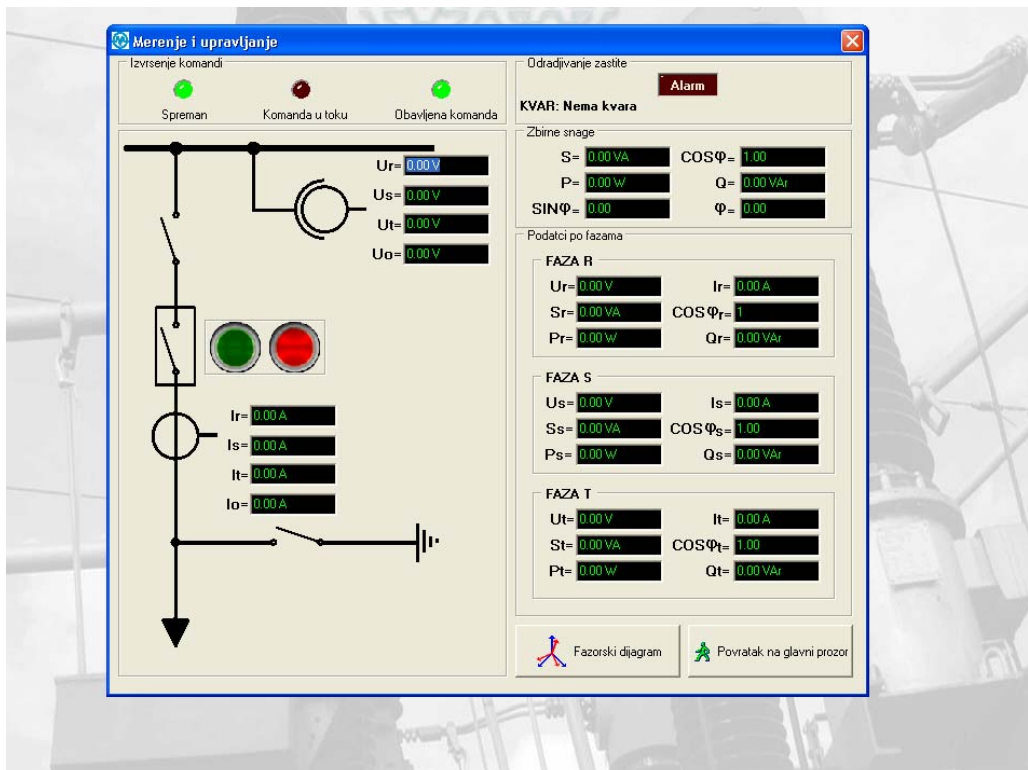 Merenje i upravljanje
Izvrsenje komandi
Spreman
Komanda u toku
Obavljena komanda
Ur= 0.00 V
Us= 0.00 V
Ut= 0.00 V
Uo= 0.00 V
Ir= 0.00 A
Is= 0.00 A
It= 0.00 A
Io= 0.00 A
Odradjivanje zastite
Alarm
KVAR: Nema kvara
Zbirne snage
S= 0.00 VA COSφ= 1.00
P= 0.00 W Q= 0.00 VAr
SINφ= 0.00 φ= 0.00
Podatci po fazama
FAZA R
Ur= 0.00 V Ir= 0.00 A
Sr= 0.00 VA COSφr= 1
Pr= 0.00 W Qr= 0.00 VAr
FAZA S
Us= 0.00 V Is= 0.00 A
Ss= 0.00 VA COSφs= 1.00
Ps= 0.00 W Qs= 0.00 VAr
FAZA T
Ut= 0.00 V It= 0.00 A
St= 0.00 VA COSφt= 1.00
Pt= 0.00 W Qt= 0.00 VAr
Fazorski dijagram
Povratak na glavni prozor